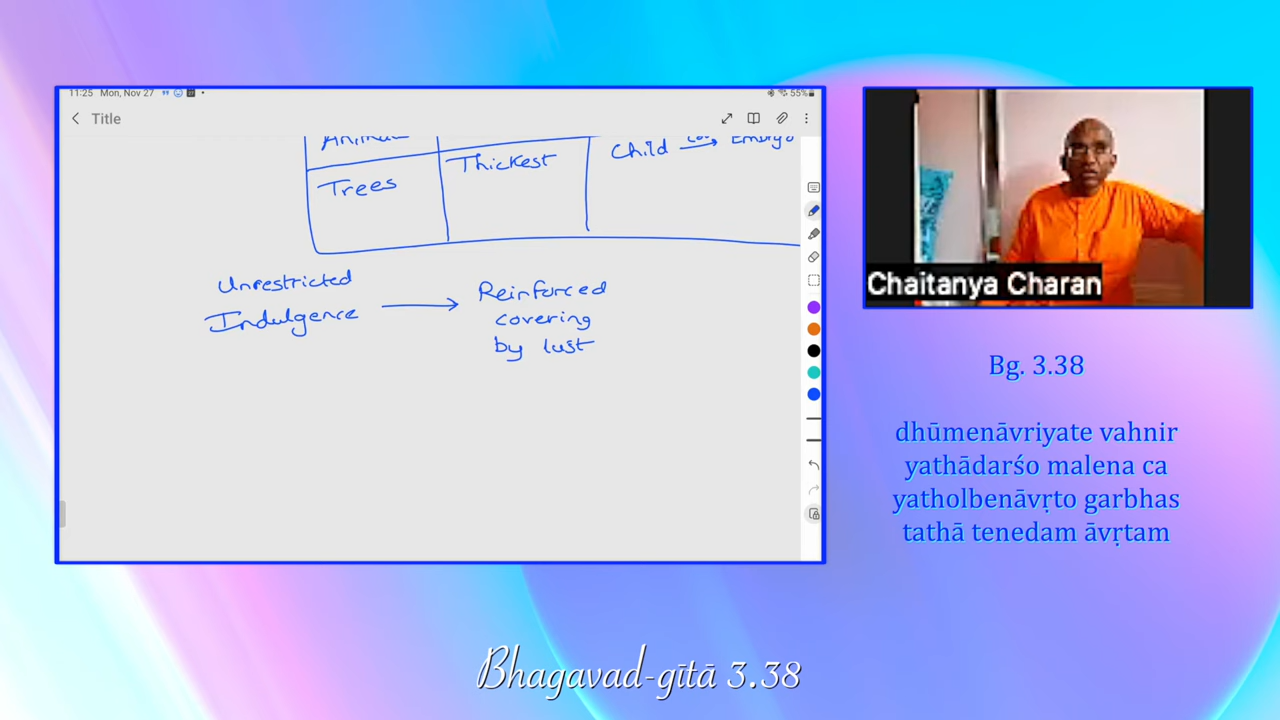 11:25 Mon, Nov 27
55%
Title
Animals
Thickest
Child → Embryo
Trees
Unrestricted
Indulgence → Reinforced
covering
by lust
Chaitanya Charan
Bg. 3.38
dhūmenāvriyate vahnir
yathādarśo malena ca
yatholbenāvṛto garbhas
tathā tenedam āvṛtam
Bhagavad-gītā 3.38